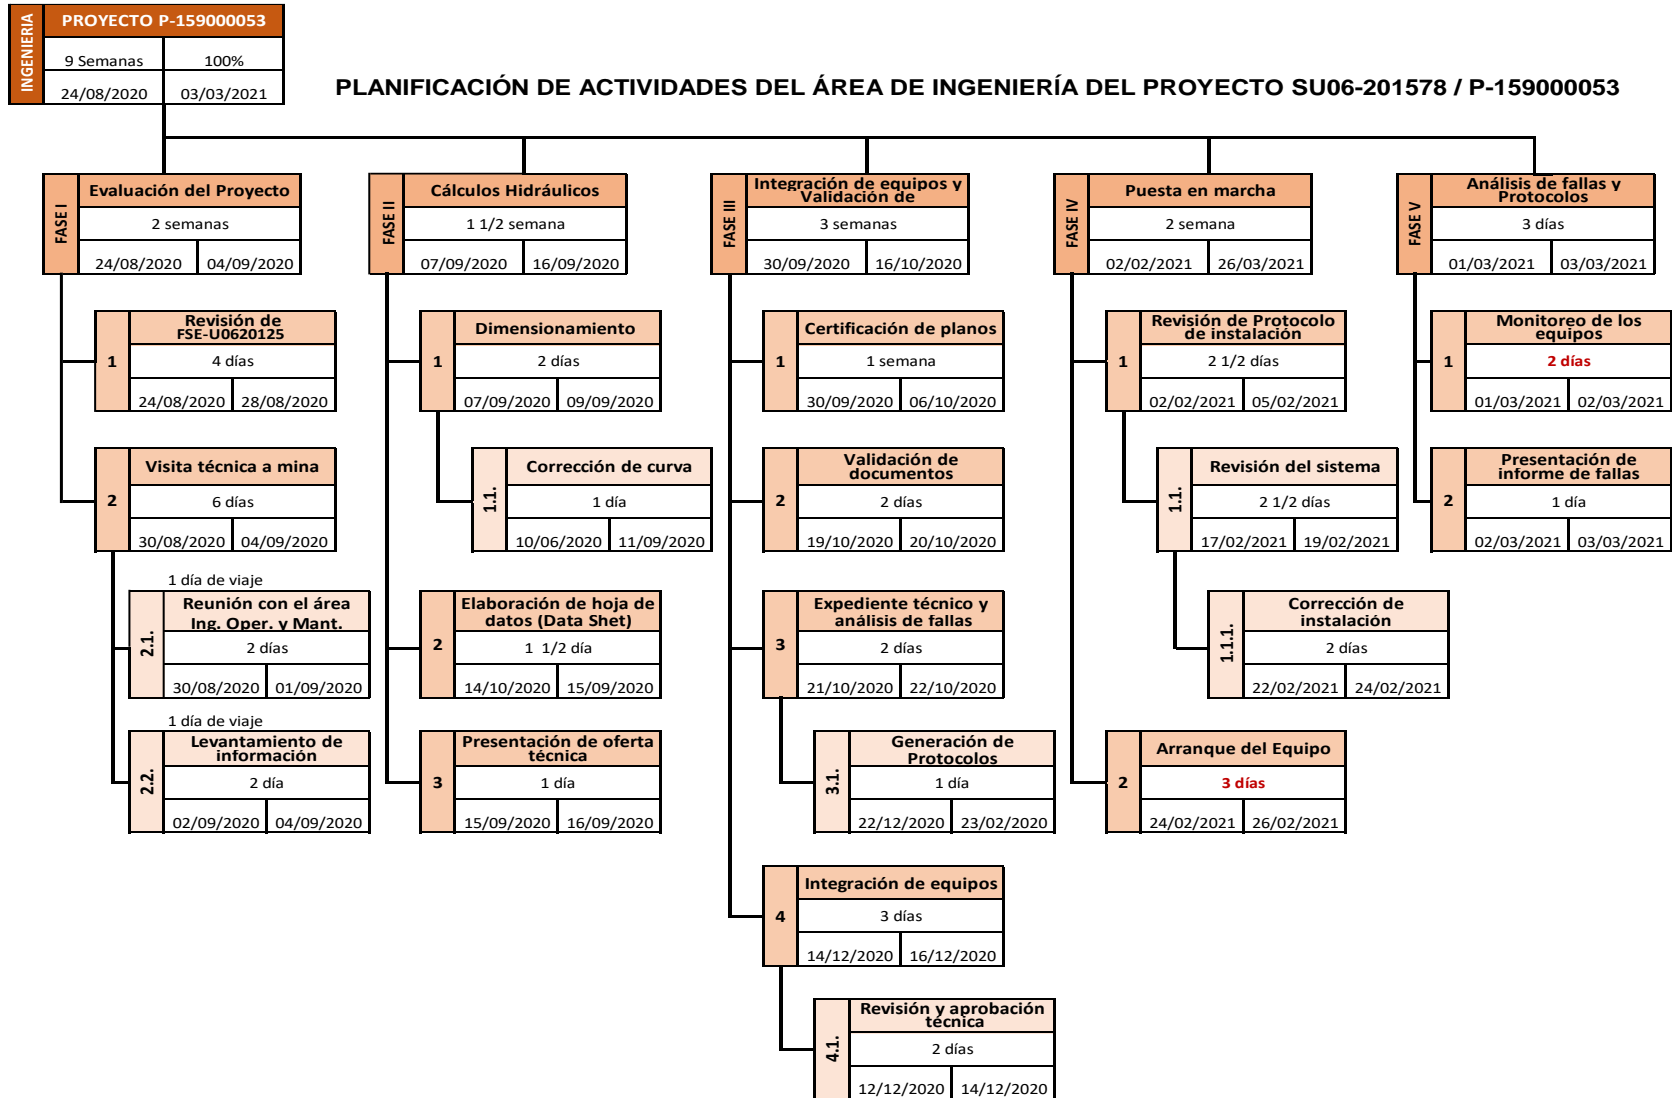 INGENIERIA
PROYECTO P-159000053
9 Semanas
100%
24/08/2020
03/03/2021
PLANIFICACIÓN DE ACTIVIDADES DEL ÁREA DE INGENIERÍA DEL PROYECTO SU06-201578 / P-159000053
FASE I
Evaluación del Proyecto
2 semanas
24/08/2020
04/09/2020
1
Revisión de
FSE-U0620125
4 días
24/08/2020
28/08/2020
2
Visita técnica a mina
6 días
30/08/2020
04/09/2020
1 día de viaje
2.1.
Reunión con el área
Ing. Oper. y Mant.
2 días
30/08/2020
01/09/2020
1 día de viaje
2.2.
Levantamiento de
información
2 día
02/09/2020
04/09/2020
FASE II
Cálculos Hidráulicos
1 1/2 semana
07/09/2020
16/09/2020
1
Dimensionamiento
2 días
07/09/2020
09/09/2020
1.1.
Corrección de curva
1 día
10/06/2020
11/09/2020
2
Elaboración de hoja de
datos (Data Shet)
1 1/2 día
14/10/2020
15/09/2020
3
Presentación de oferta
técnica
1 día
15/09/2020
16/09/2020
FASE III
Integración de equipos y
Validación de
3 semanas
30/09/2020
16/10/2020
1
Certificación de planos
1 semana
30/09/2020
06/10/2020
2
Validación de
documentos
2 días
19/10/2020
20/10/2020
3
Expediente técnico y
análisis de fallas
2 días
21/10/2020
22/10/2020
3.1.
Generación de
Protocolos
1 día
22/12/2020
23/02/2020
4
Integración de equipos
3 días
14/12/2020
16/12/2020
4.1.
Revisión y aprobación
técnica
2 días
12/12/2020
14/12/2020
FASE IV
Puesta en marcha
2 semana
02/02/2021
26/03/2021
1
Revisión de Protocolo
de instalación
2 1/2 días
02/02/2021
05/02/2021
1.1.
Revisión del sistema
2 1/2 días
17/02/2021
19/02/2021
1.1.1.
Corrección de
instalación
2 días
22/02/2021
24/02/2021
2
Arranque del Equipo
3 días
24/02/2021
26/02/2021
FASE V
Análisis de fallas y
Protocolos
3 días
01/03/2021
03/03/2021
1
Monitoreo de los
equipos
2 días
01/03/2021
02/03/2021
2
Presentación de
informe de fallas
1 día
02/03/2021
03/03/2021